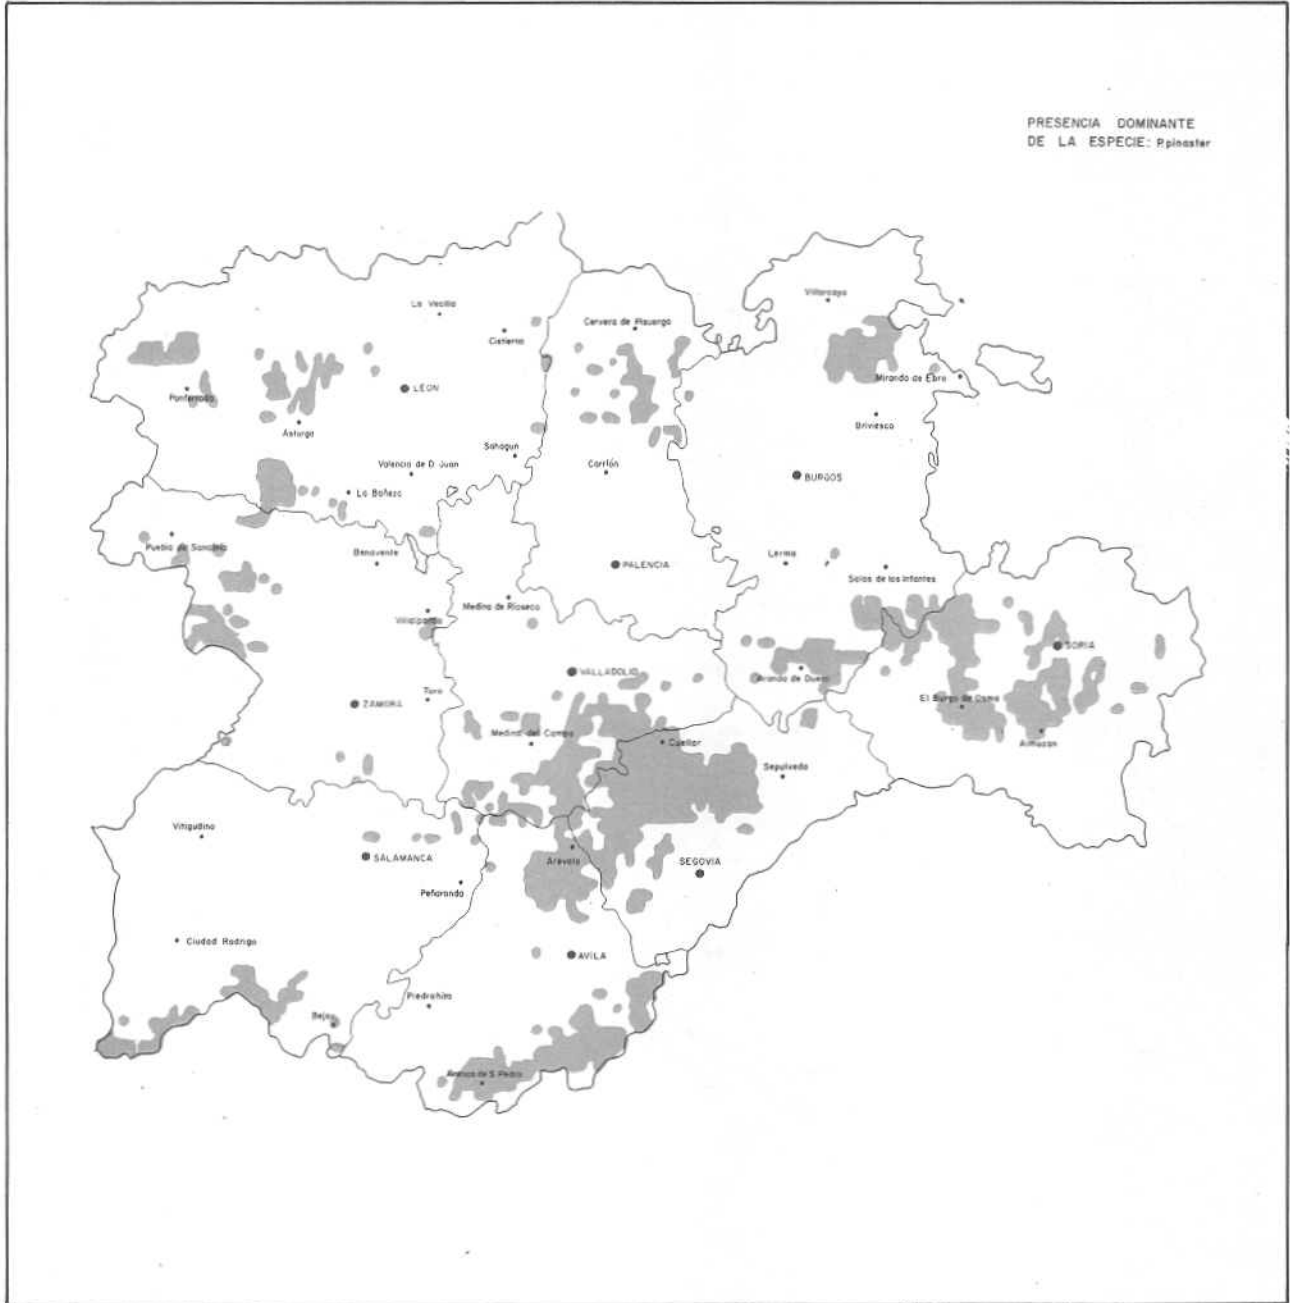 PRESENCIA DOMINANTE
DE LA ESPECIE: P.pinaster
Villarcayo
La Vecilla
Cervera de Pisuerga
Cistierna
Miranda de Ebro
LEON
Ponferrada
Briviesca
Astorga
Sahagun
Valencia de D. Juan
Carrión
BURGOS
La Bañeza
Puebla de Sanabria
Benavente
Lerma
PALENCIA
Salas de los Infantes
Medina de Rioseco
Villalpando
SORIA
VALLADOLID
Aranda de Duero
Toro
El Burgo de Osma
ZAMORA
Medina del Campo
Cuellar
Almazan
Sepulveda
Vitigudino
SALAMANCA
Arevalo
SEGOVIA
Peñaranda
Ciudad Rodrigo
AVILA
Piedrahita
Bejar
Arenas de S. Pedro